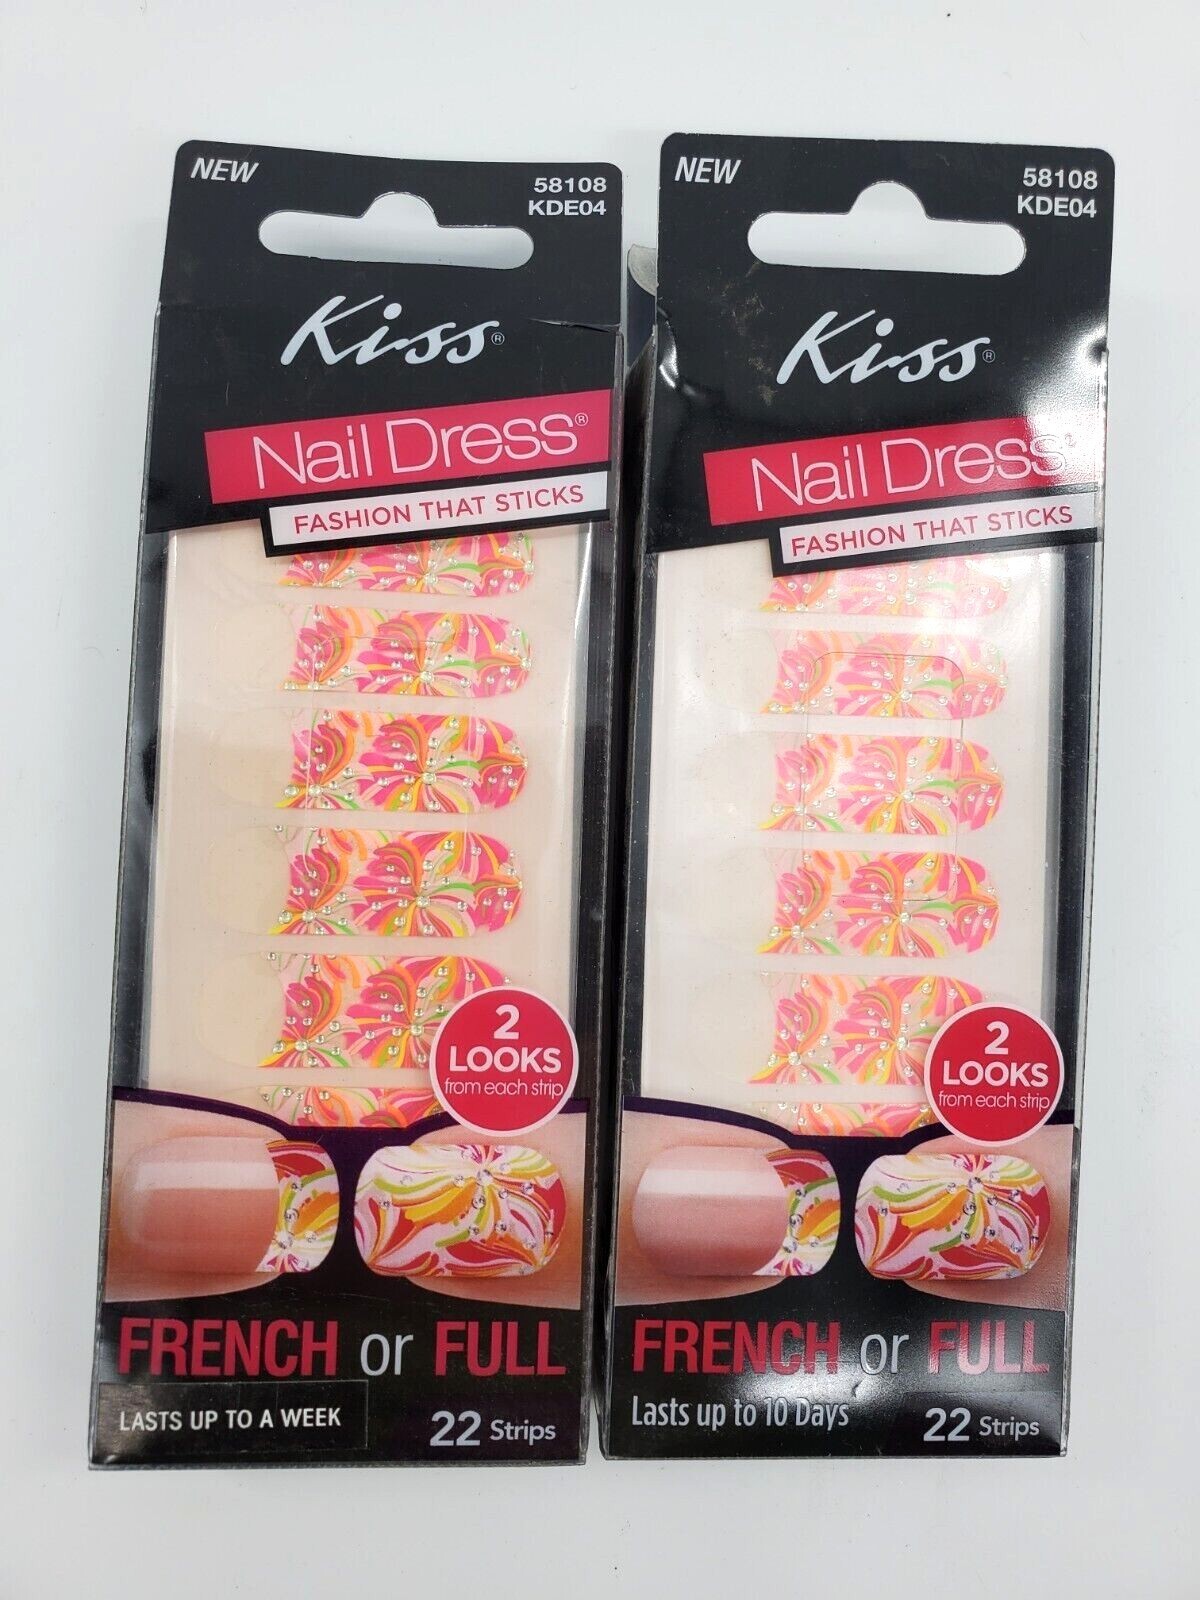 NEW
58108
KDE04
Kiss®
Nail Dress®
FASHION THAT STICKS
2
LOOKS
from each strip
FRENCH or FULL
LASTS UP TO A WEEK
22 Strips
NEW
58108
KDE04
Kiss®
Nail Dress®
FASHION THAT STICKS
2
LOOKS
from each strip
FRENCH or FULL
Lasts up to 10 Days
22 Strips